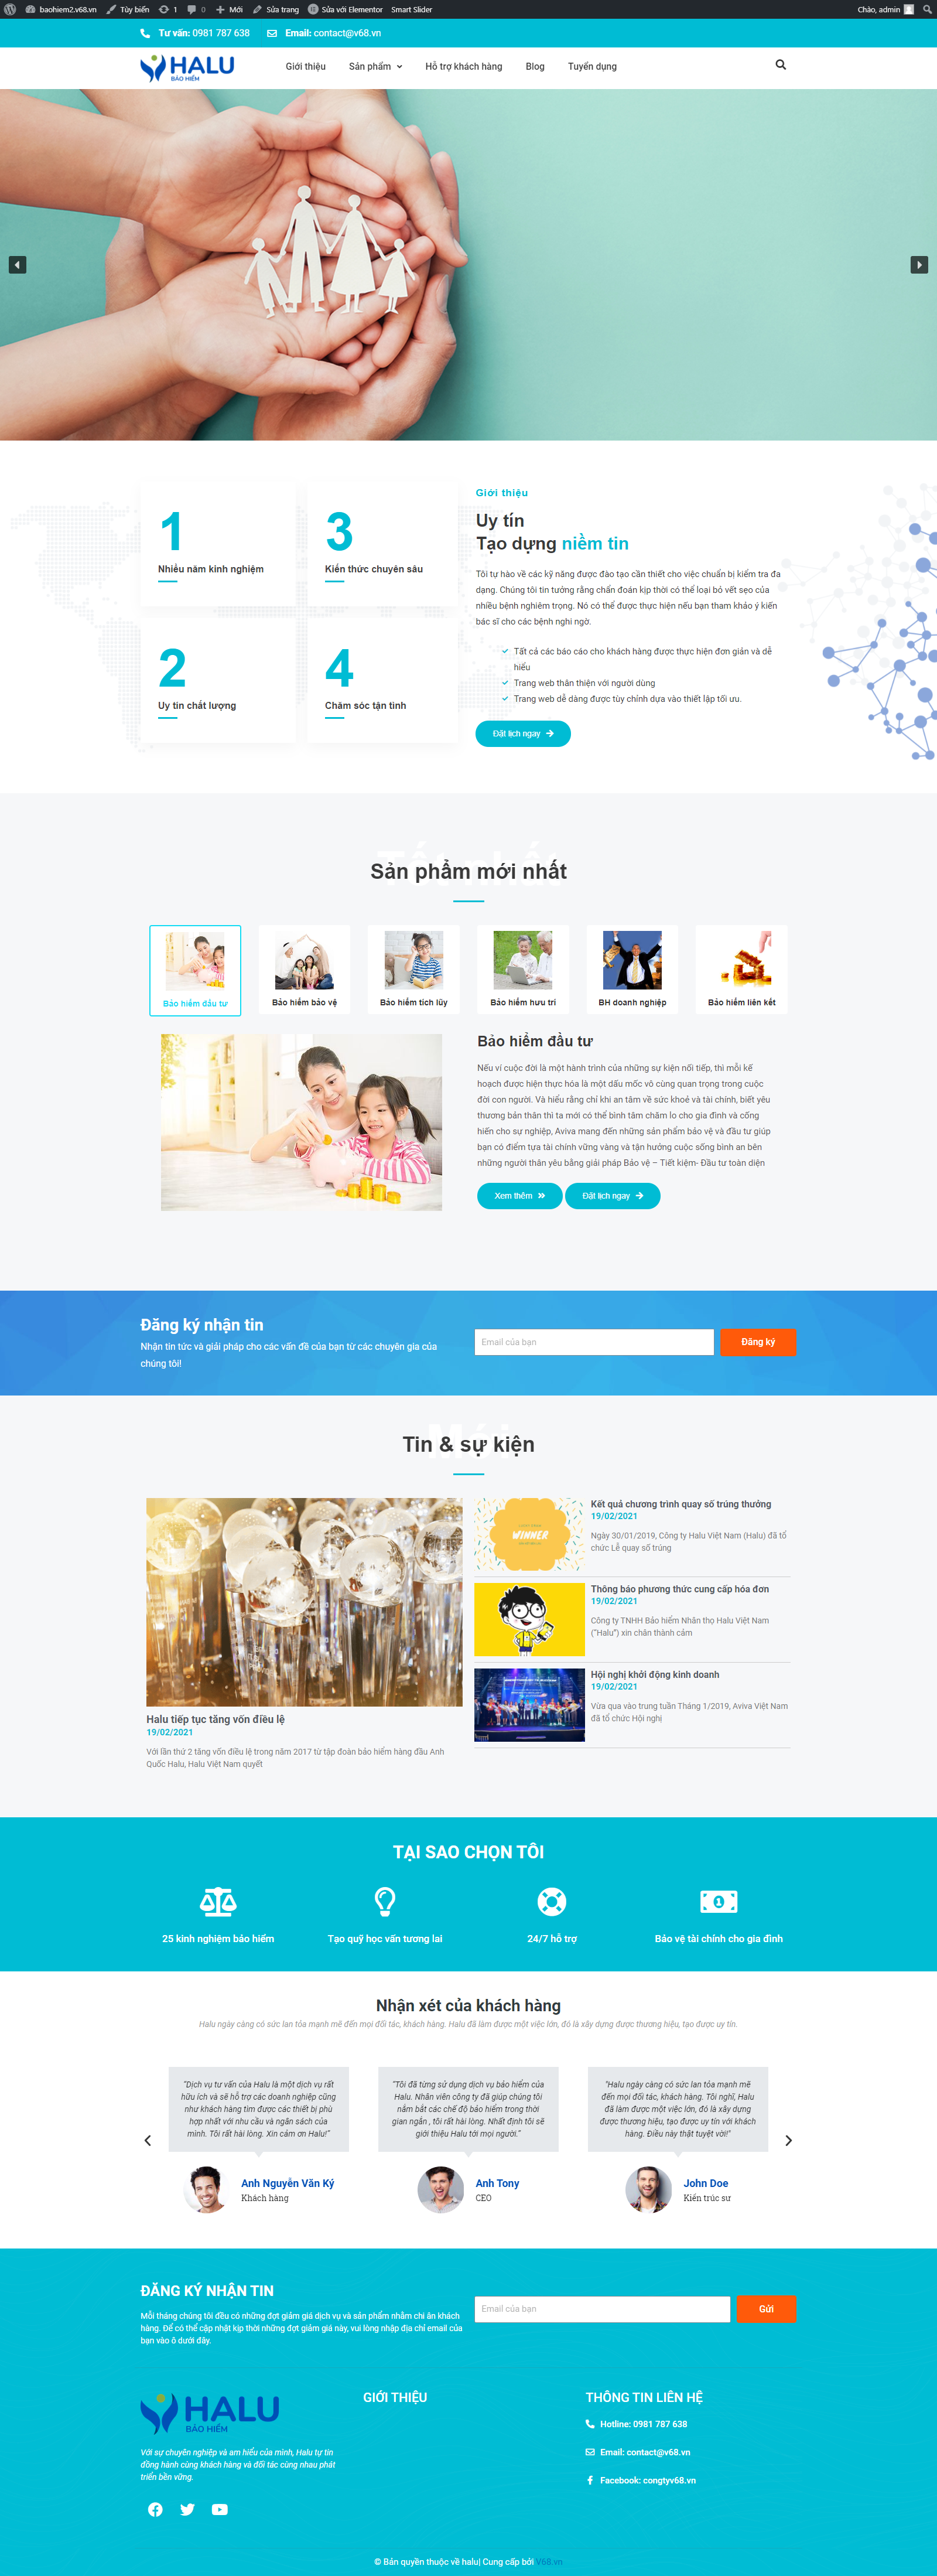 baohiem2.v68.vn Tùy biến 1 0 Mới Sửa trang Sửa với Elementor Smart Slider Chào, admin
Tư vấn: 0981 787 638 Email: contact@v68.vn
HALU
BẢO HIỂM
Giới thiệu Sản phẩm Hỗ trợ khách hàng Blog Tuyển dụng
1
Nhiều năm kinh nghiệm
3
Kiến thức chuyên sâu
2
Uy tín chất lượng
4
Chăm sóc tận tình
Giới thiệu
Uy tín
Tạo dựng niềm tin
Tôi tự hào về các kỹ năng được đào tạo cần thiết cho việc chuẩn bị kiểm tra đa
dạng. Chúng tôi tin tưởng rằng chẩn đoán kịp thời có thể loại bỏ vết sẹo của
nhiều bệnh nghiêm trọng. Nó có thể được thực hiện nếu bạn tham khảo ý kiến
bác sĩ cho các bệnh nghi ngờ.
Tất cả các báo cáo cho khách hàng được thực hiện đơn giản và dễ
hiểu
Trang web thân thiện với người dùng
Trang web dễ dàng được tùy chỉnh dựa vào thiết lập tối ưu.
Đặt lịch ngay
Tốt nhất
Sản phẩm mới nhất
Bảo hiểm đầu tư
Bảo hiểm bảo vệ
Bảo hiểm tích lũy
Bảo hiểm hưu trí
BH doanh nghiệp
Bảo hiểm liên kết
Bảo hiểm đầu tư
Nếu ví cuộc đời là một hành trình của những sự kiện nối tiếp, thì mỗi kế
hoạch được hiện thực hóa là một dấu mốc vô cùng quan trọng trong cuộc
đời con người. Và hiểu rằng chỉ khi an tâm về sức khoẻ và tài chính, biết yêu
thương bản thân thì ta mới có thể bình tâm chăm lo cho gia đình và cống
hiến cho sự nghiệp, Aviva mang đến những sản phẩm bảo vệ và đầu tư giúp
bạn có điểm tựa tài chính vững vàng và tận hưởng cuộc sống bình an bên
những người thân yêu bằng giải pháp Bảo vệ – Tiết kiệm- Đầu tư toàn diện
Xem thêm Đặt lịch ngay
Đăng ký nhận tin
Nhận tin tức và giải pháp cho các vấn đề của bạn từ các chuyên gia của
chúng tôi!
Email của bạn
Đăng ký
Mới
Tin & sự kiện
Halu tiếp tục tăng vốn điều lệ
19/02/2021
Với lần thứ 2 tăng vốn điều lệ trong năm 2017 từ tập đoàn bảo hiểm hàng đầu Anh
Quốc Halu, Halu Việt Nam quyết
WINNER
Kết quả chương trình quay số trúng thưởng
19/02/2021
Ngày 30/01/2019, Công ty Halu Việt Nam (Halu) đã tổ
chức Lễ quay số trúng
Thông báo phương thức cung cấp hóa đơn
19/02/2021
Công ty TNHH Bảo hiểm Nhân thọ Halu Việt Nam
("Halu") xin chân thành cảm
Hội nghị khởi động kinh doanh
19/02/2021
Vừa qua vào trung tuần Tháng 1/2019, Aviva Việt Nam
đã tổ chức Hội nghị
TẠI SAO CHỌN TÔI
25 kinh nghiệm bảo hiểm
Tạo quỹ học vấn tương lai
24/7 hỗ trợ
Bảo vệ tài chính cho gia đình
Nhận xét của khách hàng
Halu ngày càng có sức lan tỏa mạnh mẽ đến mọi đối tác, khách hàng. Halu đã làm được một việc lớn, đó là xây dựng được thương hiệu, tạo được uy tín.
"Dịch vụ tư vấn của Halu là một dịch vụ rất
hữu ích và sẽ hỗ trợ các doanh nghiệp cũng
như khách hàng tìm được các thiết bị phù
hợp nhất với nhu cầu và ngân sách của
mình. Tôi rất hài lòng. Xin cảm ơn Halu!"
Anh Nguyễn Văn Ký
Khách hàng
"Tôi đã từng sử dụng dịch vụ bảo hiểm của
Halu. Nhân viên công ty đã giúp chúng tôi
nắm bắt các chế độ bảo hiểm trong thời
gian ngắn , tôi rất hài lòng. Nhất định tôi sẽ
giới thiệu Halu tới mọi người."
Anh Tony
CEO
"Halu ngày càng có sức lan tỏa mạnh mẽ
đến mọi đối tác, khách hàng. Tôi nghĩ, Halu
đã làm được một việc lớn, đó là xây dựng
được thương hiệu, tạo được uy tín với khách
hàng. Điều này thật tuyệt vời!"
John Doe
Kiến trúc sư
ĐĂNG KÝ NHẬN TIN
Mỗi tháng chúng tôi đều có những đợt giảm giá dịch vụ và sản phẩm nhằm chi ân khách
hàng. Để có thể cập nhật kịp thời những đợt giảm giá này, vui lòng nhập địa chỉ email của
bạn vào ô dưới đây.
Email của bạn
Gửi
HALU
BẢO HIỂM
Với sự chuyên nghiệp và am hiểu của mình, Halu tự tin
đồng hành cùng khách hàng và đối tác cùng nhau phát
triển bền vững.
GIỚI THIỆU
THÔNG TIN LIÊN HỆ
Hotline: 0981 787 638
Email: contact@v68.vn
Facebook: congtyv68.vn
© Bản quyền thuộc về halu| Cung cấp bởi V68.vn